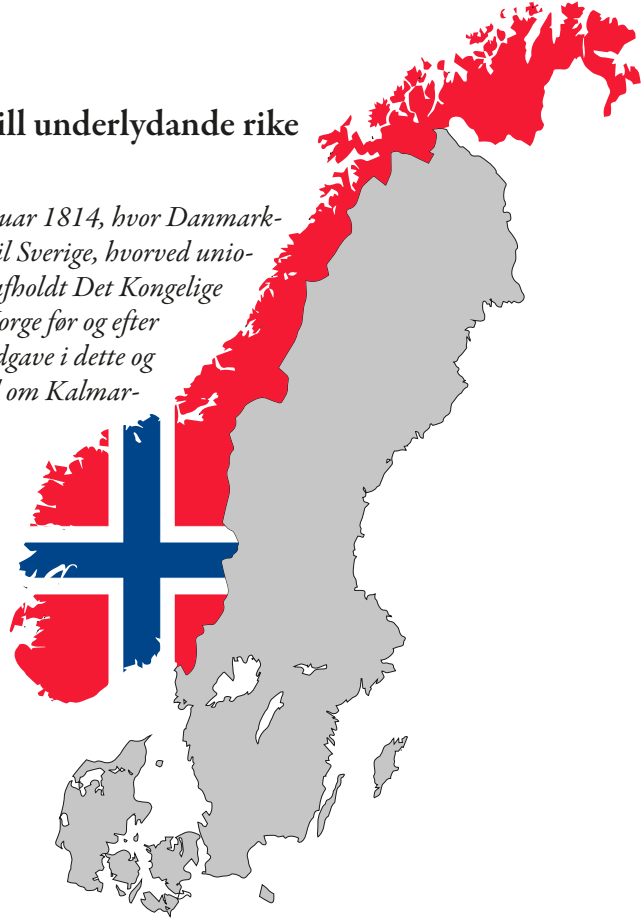 ill underlydande rike
uar 1814, hvor Danmark-
il Sverige, hvorved unio-
fholdt Det Kongelige
orge før og efter
dgave i dette og
om Kalmar-